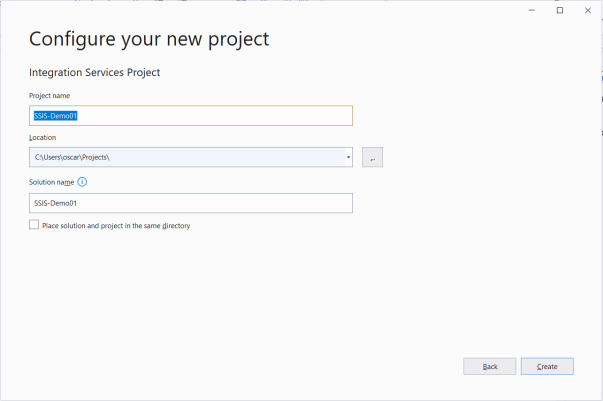 Configure your new project
Integration Services Project
Project name
SSIS-Demo01
Location
C:\Users\oscar\Projects\
...
Solution name
SSIS-Demo01
Place solution and project in the same directory
Back
Create